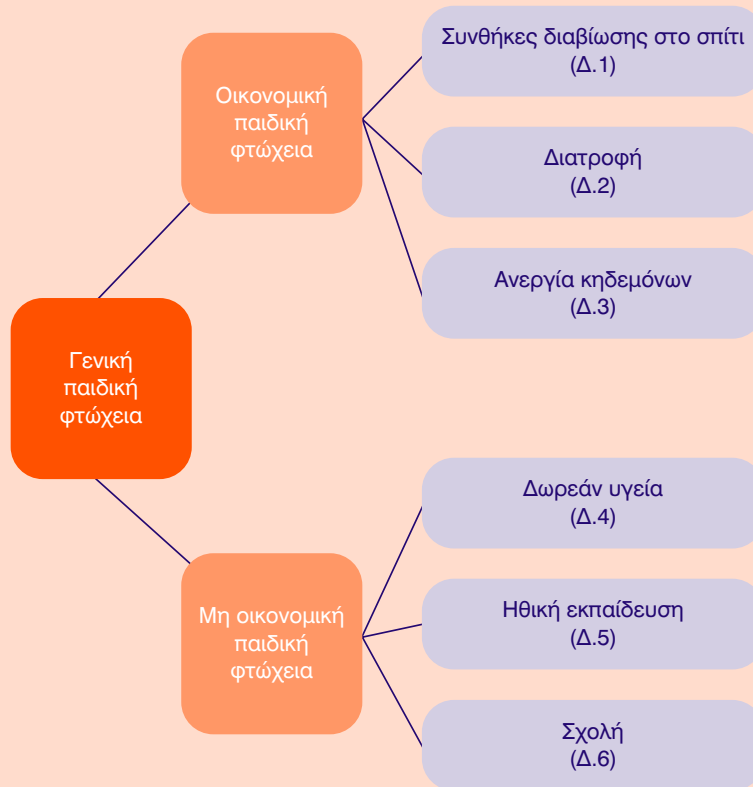 Συνθήκες διαβίωσης στο σπίτι
(Δ.1)
Οικονομική
παιδική
φτώχεια
Διατροφή
(Δ.2)
Ανεργία κηδεμόνων
(Δ.3)
Γενική
παιδική
φτώχεια
Δωρεάν υγεία
(Δ.4)
Μη οικονομική
παιδική
φτώχεια
Ηθική εκπαίδευση
(Δ.5)
Σχολή
(Δ.6)